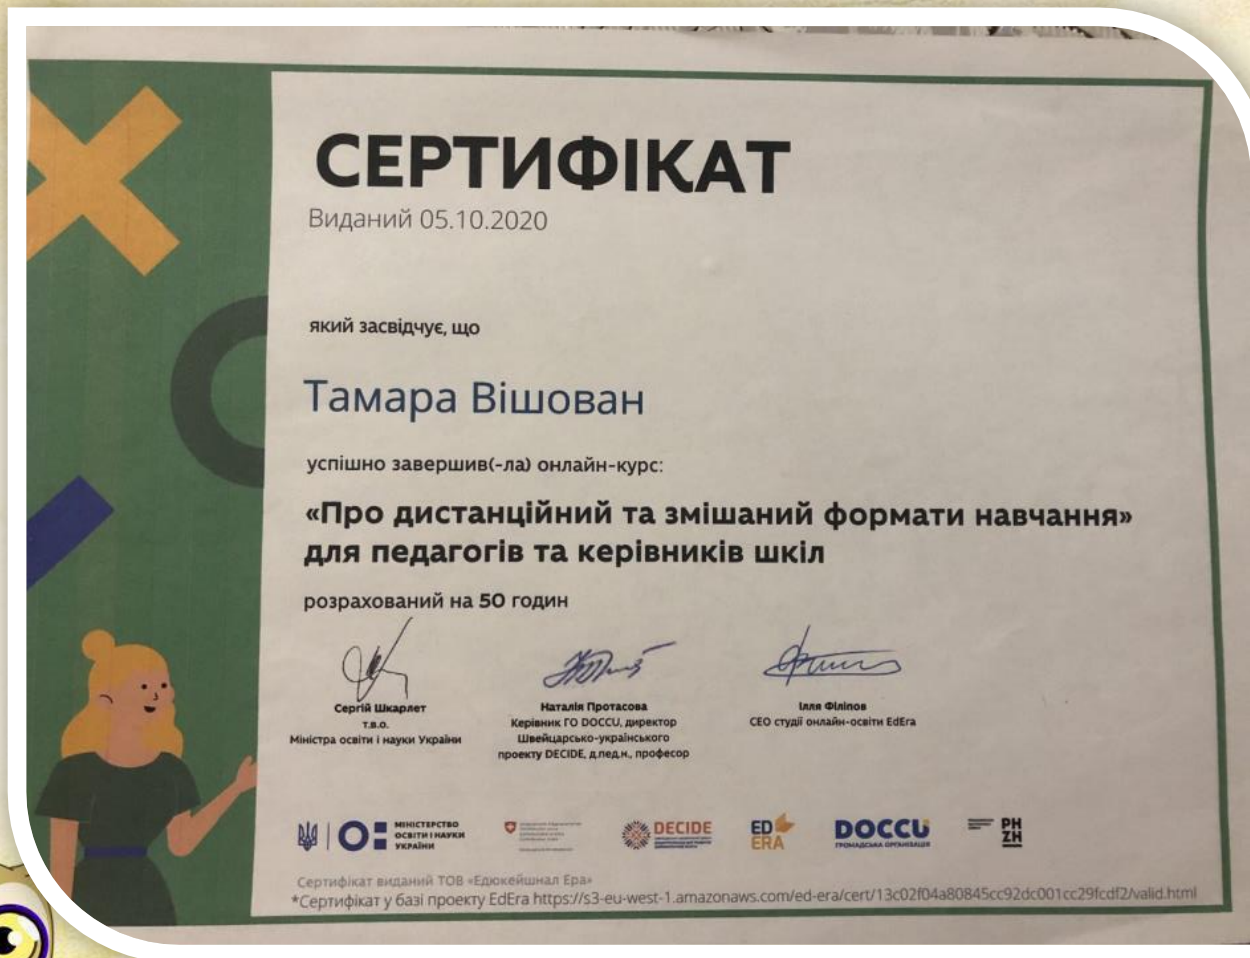 СЕРТИФІКАТ
Виданий 05.10.2020
який засвідчує, що
Тамара Вішован
успішно завершив(-ла) онлайн-курс:
«Про дистанційний та змішаний формати навчання»
для педагогів та керівників шкіл
розрахований на 50 годин
Сергій Шкарлет
т.в.о.
Міністра освіти і науки України
Наталія Протасова
Керівник ГО DOCCU, директор
Швейцарсько-українського
проекту DECIDE, д.пед.н., професор
Ілля Філіпов
СЕО студії онлайн-освіти EdEra
МІНІСТЕРСТВО
ОСВІТИ І НАУКИ
УКРАЇНИ
DECIDE
ED
ERA
DOCCU
ГРОМАДСЬКА ОРГАНІЗАЦІЯ
PH
ZH
Сертифікат виданий ТОВ «Едюкейшнал Ера»
*Сертифікат у базі проекту EdEra https://s3-eu-west-1.amazonaws.com/ed-era/cert/13c02f04a80845cc92dc001cc29fcdf2/valid.html